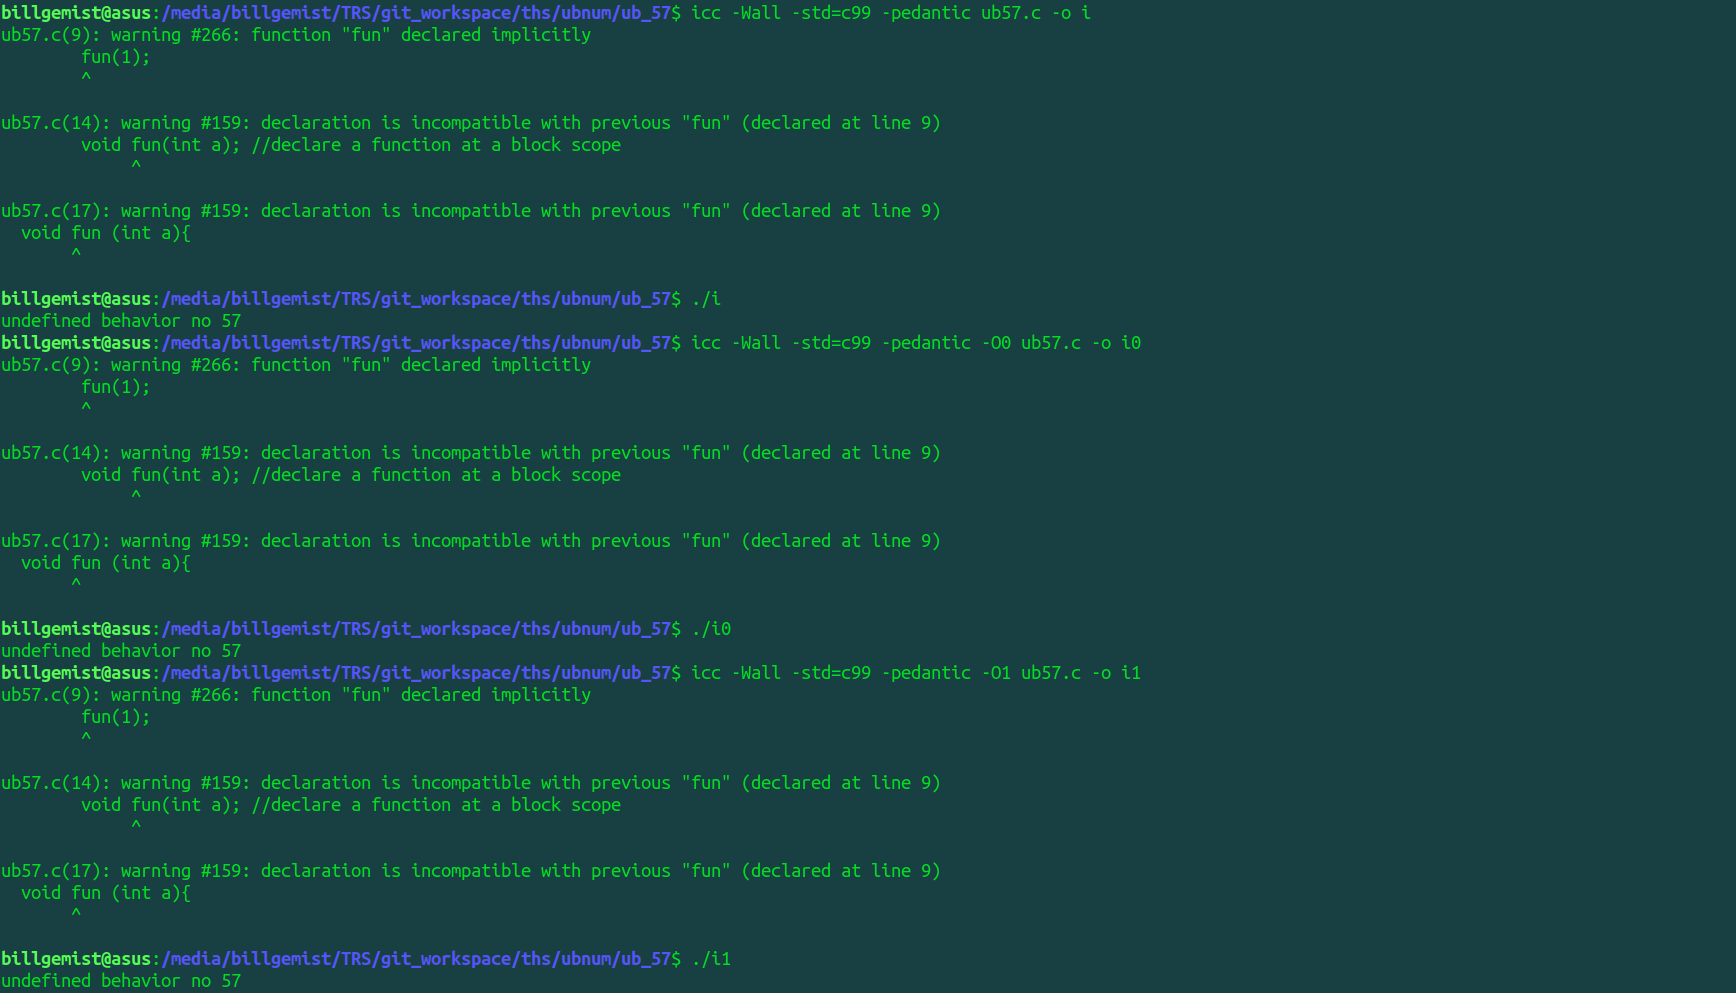 billgemist@asus:/media/billgemist/TRS/git_workspace/ths/ubnum/ub_57$ icc -Wall -std=c99 -pedantic ub57.c -o i
ub57.c(9): warning #266: function "fun" declared implicitly
        fun(1);
        ^

ub57.c(14): warning #159: declaration is incompatible with previous "fun" (declared at line 9)
        void fun(int a); //declare a function at a block scope
             ^

ub57.c(17): warning #159: declaration is incompatible with previous "fun" (declared at line 9)
  void fun (int a){
       ^

billgemist@asus:/media/billgemist/TRS/git_workspace/ths/ubnum/ub_57$ ./i
undefined behavior no 57
billgemist@asus:/media/billgemist/TRS/git_workspace/ths/ubnum/ub_57$ icc -Wall -std=c99 -pedantic -O0 ub57.c -o i0
ub57.c(9): warning #266: function "fun" declared implicitly
        fun(1);
        ^

ub57.c(14): warning #159: declaration is incompatible with previous "fun" (declared at line 9)
        void fun(int a); //declare a function at a block scope
             ^

ub57.c(17): warning #159: declaration is incompatible with previous "fun" (declared at line 9)
  void fun (int a){
       ^

billgemist@asus:/media/billgemist/TRS/git_workspace/ths/ubnum/ub_57$ ./i0
undefined behavior no 57
billgemist@asus:/media/billgemist/TRS/git_workspace/ths/ubnum/ub_57$ icc -Wall -std=c99 -pedantic -O1 ub57.c -o i1
ub57.c(9): warning #266: function "fun" declared implicitly
        fun(1);
        ^

ub57.c(14): warning #159: declaration is incompatible with previous "fun" (declared at line 9)
        void fun(int a); //declare a function at a block scope
             ^

ub57.c(17): warning #159: declaration is incompatible with previous "fun" (declared at line 9)
  void fun (int a){
       ^

billgemist@asus:/media/billgemist/TRS/git_workspace/ths/ubnum/ub_57$ ./i1
undefined behavior no 57